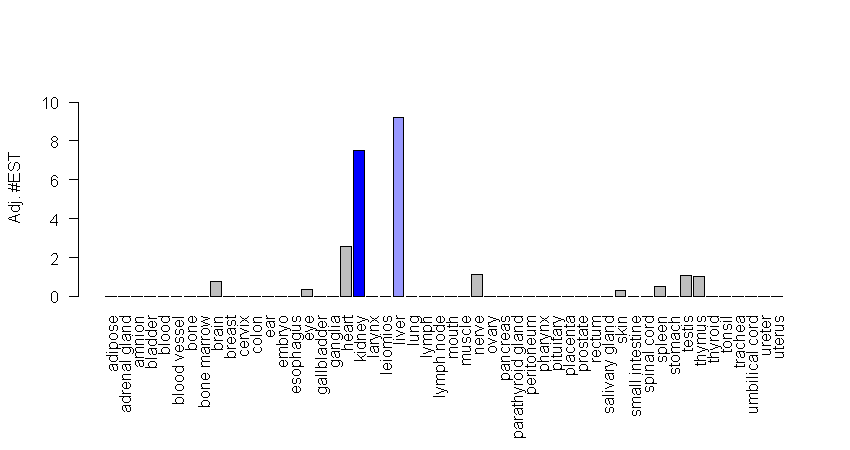 Adj. #EST
10
8
6
4
2
0
adipose
adrenal gland
amnion
bladder
blood
blood vessel
bone
bone marrow
brain
breast
cervix
colon
ear
embryo
esophagus
eye
gallbladder
ganglia
heart
kidney
larynx
leiomios
liver
lung
lymph
lymph node
mouth
muscle
nerve
ovary
pancreas
parathyroid gland
peritoneum
pharynx
pituitary
placenta
prostate
rectum
salivary gland
skin
small intestine
spinal cord
spleen
stomach
testis
thymus
thyroid
tonsil
trachea
umbilical cord
ureter
uterus